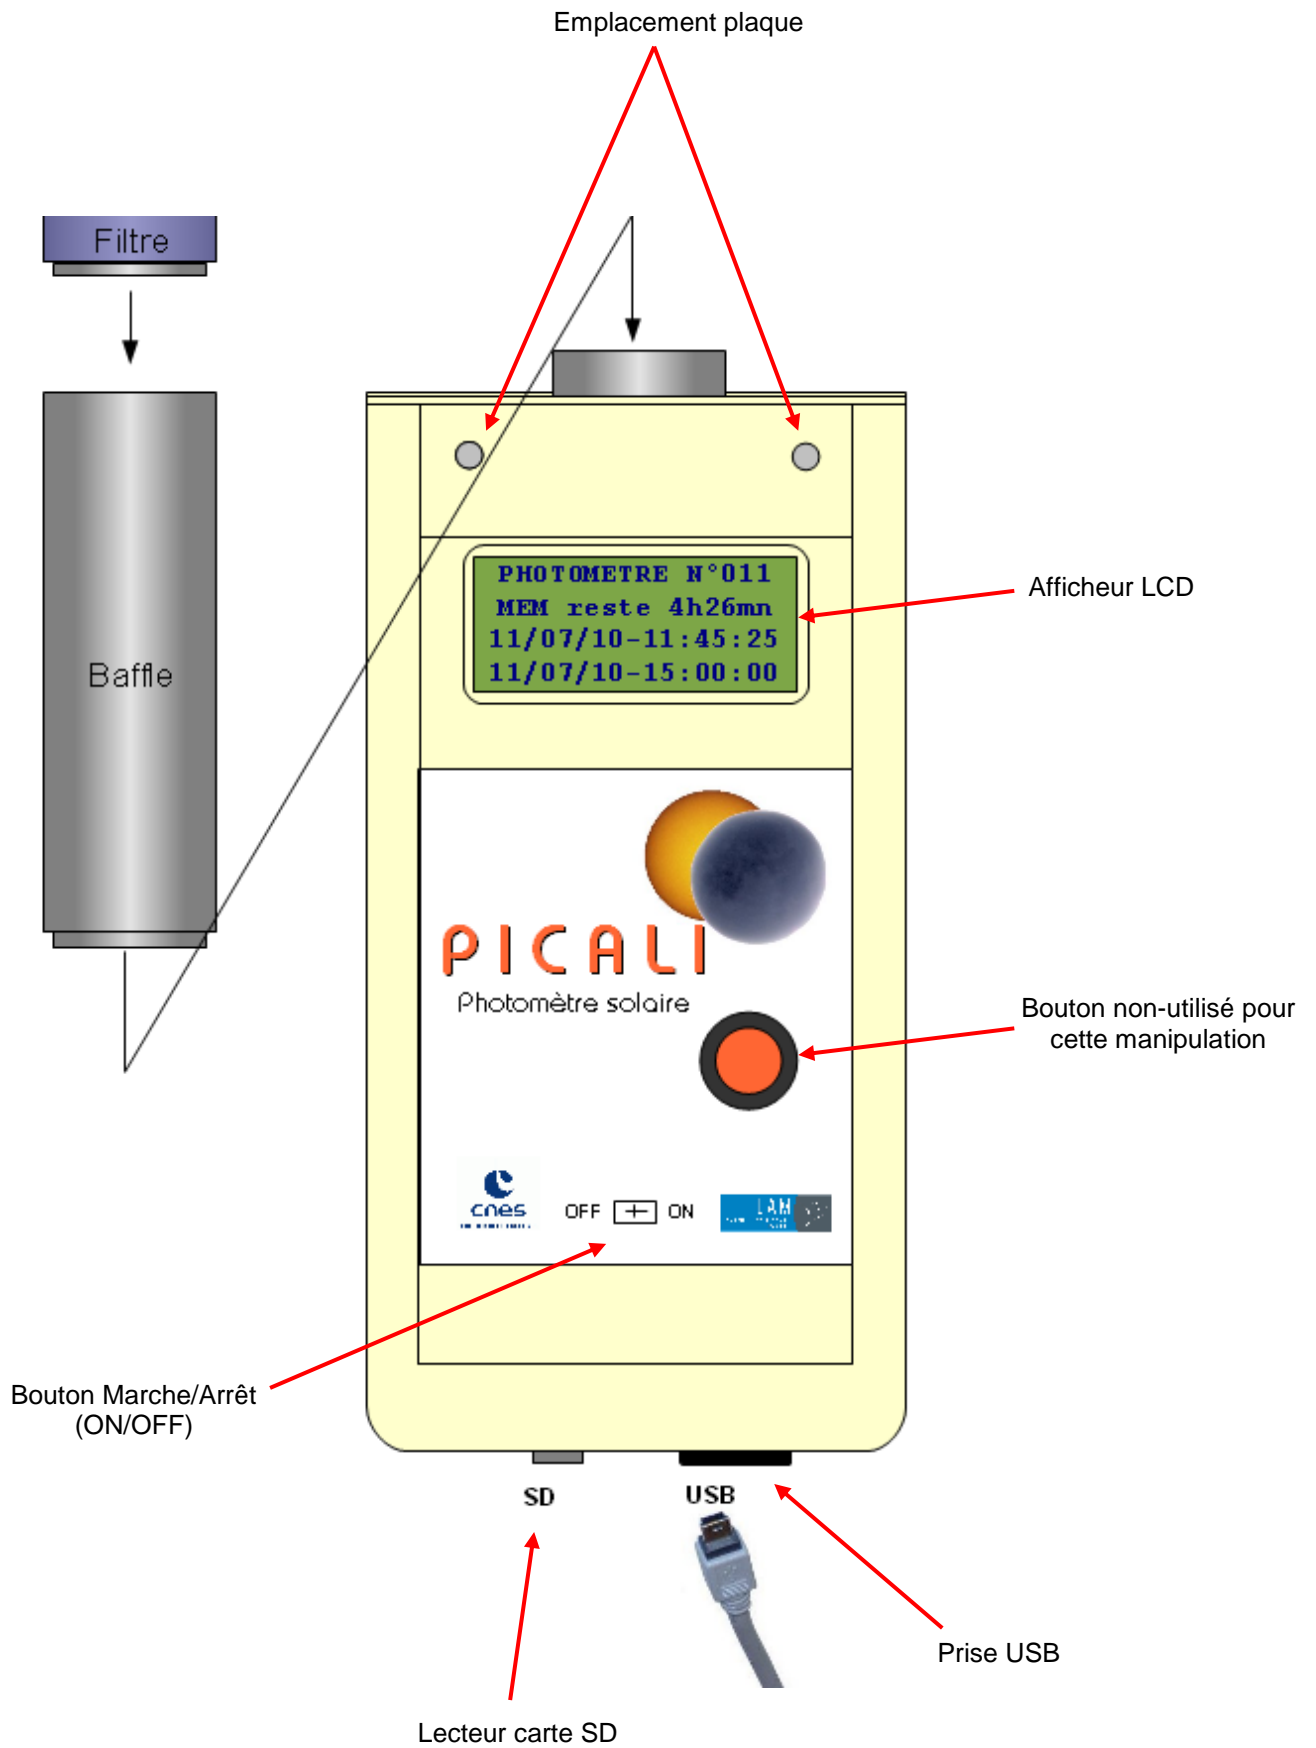 Emplacement plaque
Filtre
Baffle
PHOTOMETRE N°011
MEM reste 4h26mn
11/07/10-11:45:25
11/07/10-15:00:00
Afficheur LCD
PICALI
Photomètre solaire
Bouton non-utilisé pour
cette manipulation
cnes
OFF
ON
LAM
Bouton Marche/Arrêt
(ON/OFF)
SD
USB
Prise USB
Lecteur carte SD